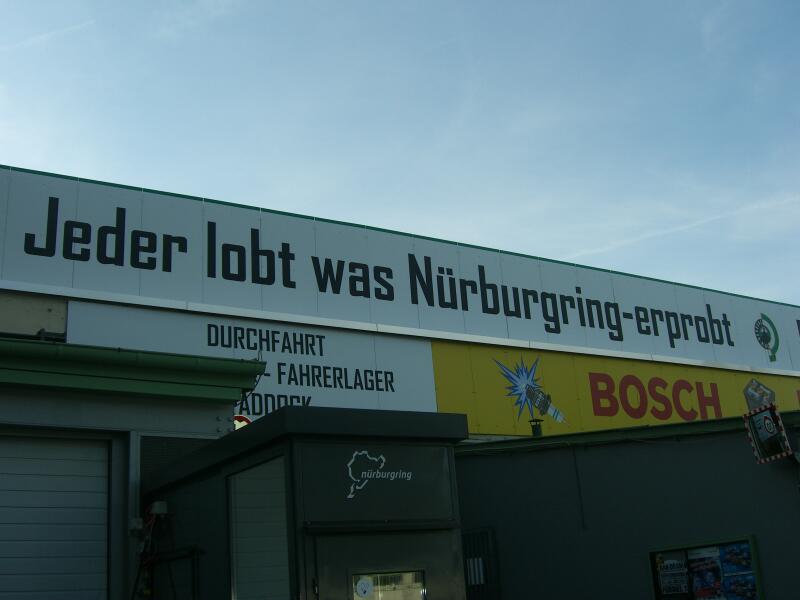 Jeder lobt was Nürburgring-erprobt
DURCHFAHRT
- FAHRERLAGER
BOSCH
nürburgring